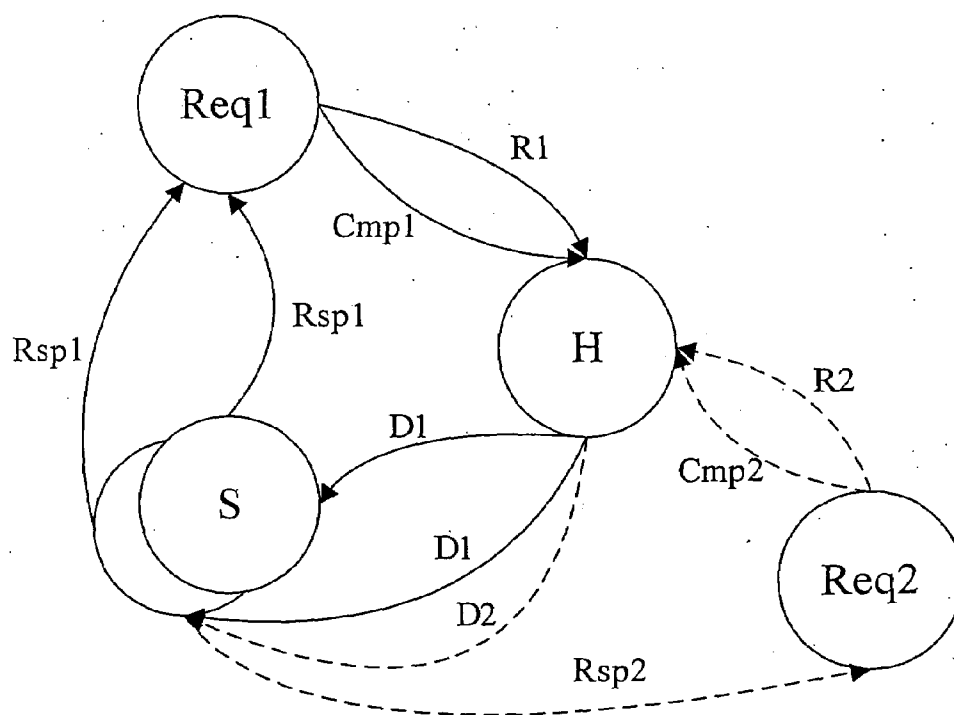 Req1
R1
Cmp1
Rsp1
Rsp1
H
R2
D1
Cmp2
S
D1
Req2
D2
Rsp2